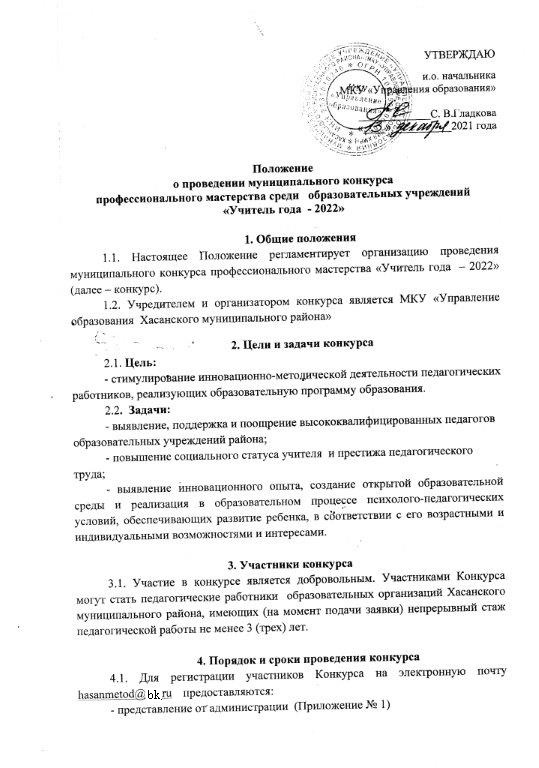 УТВЕРЖДАЮ
и.о. начальника
МКУ «Управления образования»
С. В.Гладкова
«13» декабря 2021 года
Положение
о проведении муниципального конкурса
профессионального мастерства среди образовательных учреждений
«Учитель года - 2022»
1. Общие положения
1.1. Настоящее Положение регламентирует организацию проведения
муниципального конкурса профессионального мастерства «Учитель года – 2022»
(далее – конкурс).
1.2. Учредителем и организатором конкурса является МКУ «Управление
образования Хасанского муниципального района»
2. Цели и задачи конкурса
2.1. Цель:
- стимулирование инновационно-методической деятельности педагогических
работников, реализующих образовательную программу образования.
2.2. Задачи:
- выявление, поддержка и поощрение высококвалифицированных педагогов
образовательных учреждений района;
- повышение социального статуса учителя и престижа педагогического
труда;
- выявление инновационного опыта, создание открытой образовательной
среды и реализация в образовательном процессе психолого-педагогических
условий, обеспечивающих развитие ребенка, в соответствии с его возрастными и
индивидуальными возможностями и интересами.
3. Участники конкурса
3.1. Участие в конкурсе является добровольным. Участниками Конкурса
могут стать педагогические работники образовательных организаций Хасанского
муниципального района, имеющих (на момент подачи заявки) непрерывный стаж
педагогической работы не менее 3 (трех) лет.
4. Порядок и сроки проведения конкурса
4.1. Для регистрации участников Конкурса на электронную почту
hasanmetod@bk.ru предоставляются:
- представление от администрации (Приложение № 1)